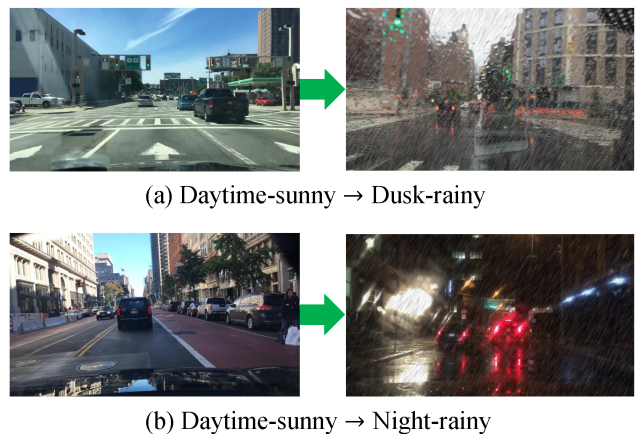 (a) Daytime-sunny → Dusk-rainy
(b) Daytime-sunny → Night-rainy